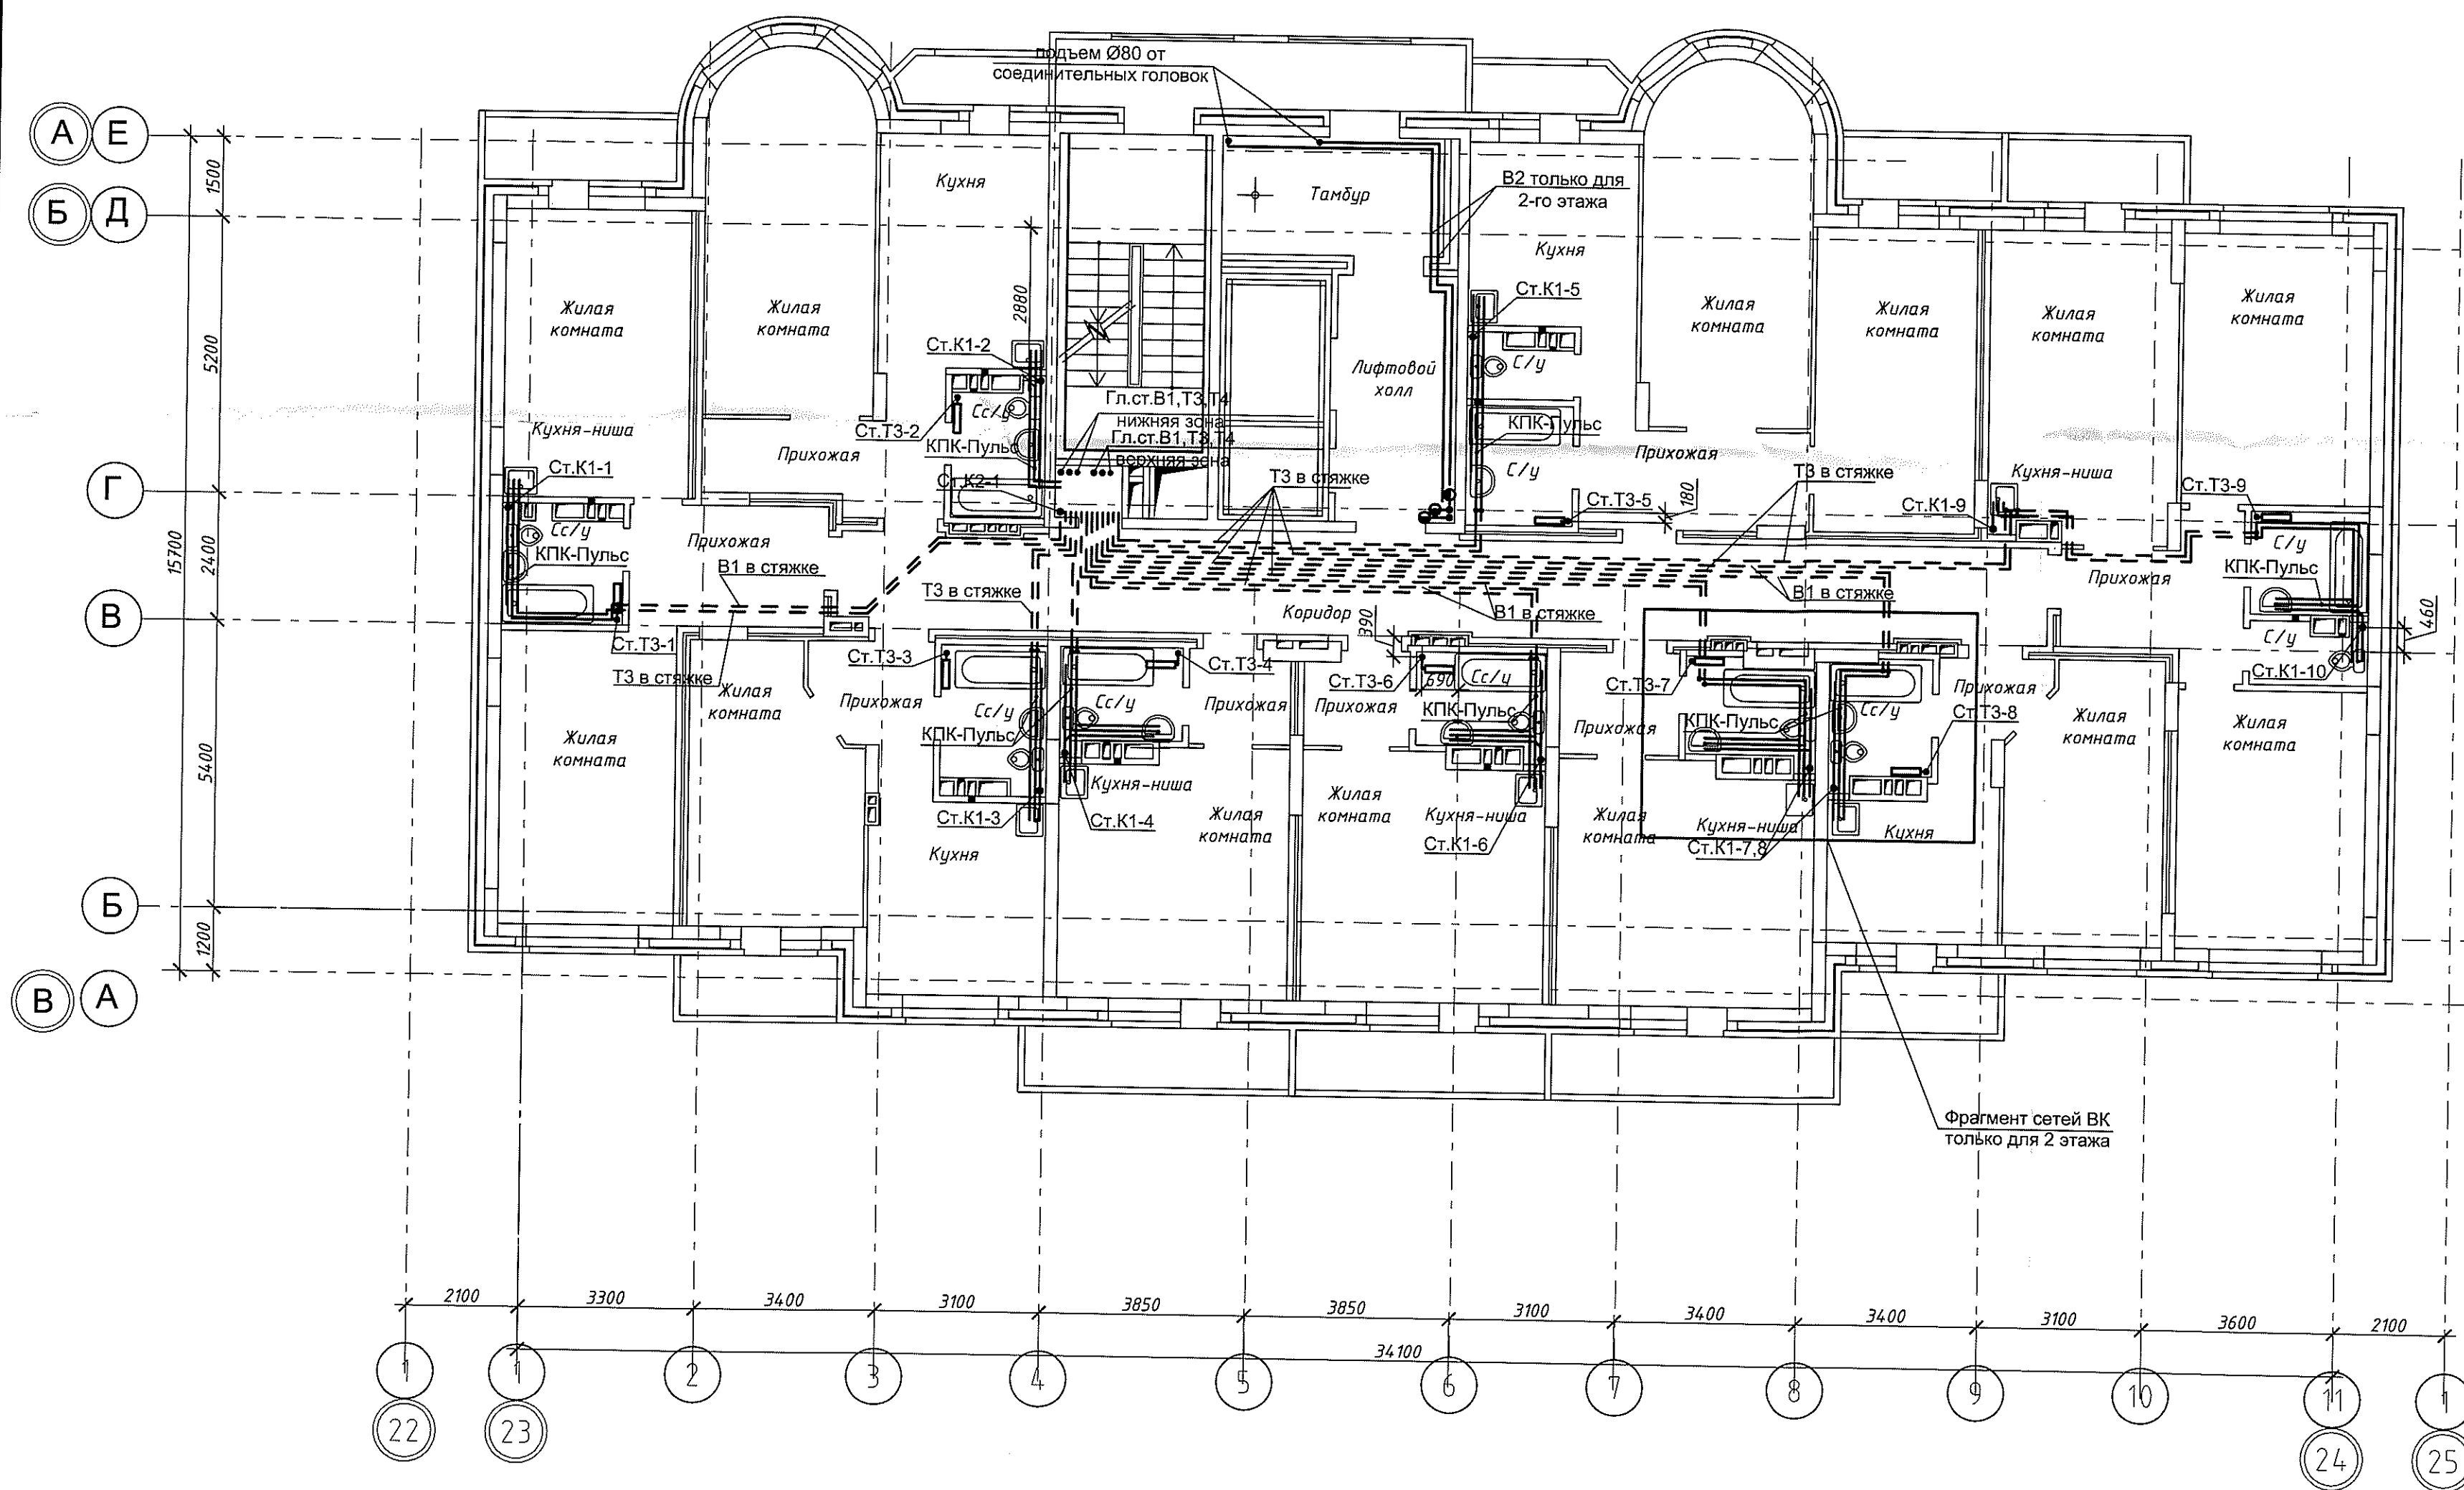 подъем Ø80 от
соединительных головок
А
Е
Б
Д
Г
В
Б
В
А
1500
5200
2400
5400
1200
15700
Кухня
Тамбур
В2 только для
2-го этажа
Кухня
2880
Жилая
комната
Жилая
комната
Ст.К1-5
Жилая
комната
Жилая
комната
Жилая
комната
Жилая
комната
Ст.К1-2
С/у
Лифтовой
холл
Гл.ст.В1,Т3,Т4
нижняя зона
Гл.ст.В1,Т3,Т4
верхняя зона
Сс/у
Ст.Т3-2
КПК-Пульс
Кухня-ниша
Прихожая
КПК-Пульс
С/у
Прихожая
Т3 в стяжке
Т3 в стяжке
Кухня-ниша
Ст.К1-1
Ст.К2-1
Ст.Т3-5
180
Ст.К1-9
Ст.Т3-9
Сс/у
КПК-Пульс
Прихожая
В1 в стяжке
Т3 в стяжке
Коридор
390
В1 в стяжке
В1 в стяжке
Прихожая
С/у
КПК-Пульс
460
С/у
Ст.Т3-1
Т3 в стяжке
Ст.Т3-3
Ст.Т3-4
Ст.Т3-6
690
Сс/у
Ст.Т3-7
Ст.К1-10
Жилая
комната
Прихожая
Сс/у
КПК-Пульс
Сс/у
Прихожая
Прихожая
КПК-Пульс
Прихожая
КПК-Пульс
Сс/у
Прихожая
Ст.Т3-8
Жилая
комната
Жилая
комната
Жилая
комната
Кухня-ниша
Ст.К1-3
Ст.К1-4
Кухня
Жилая
комната
Жилая
комната
Кухня-ниша
Ст.К1-6
Жилая
комната
Кухня-ниша
Ст.К1-7,8
Кухня
Фрагмент сетей ВК
только для 2 этажа
2100
3300
3400
3100
3850
3850
3100
3400
3400
3100
3600
2100
34100
1
1
2
3
4
5
6
7
8
9
10
11
1
22
23
24
25